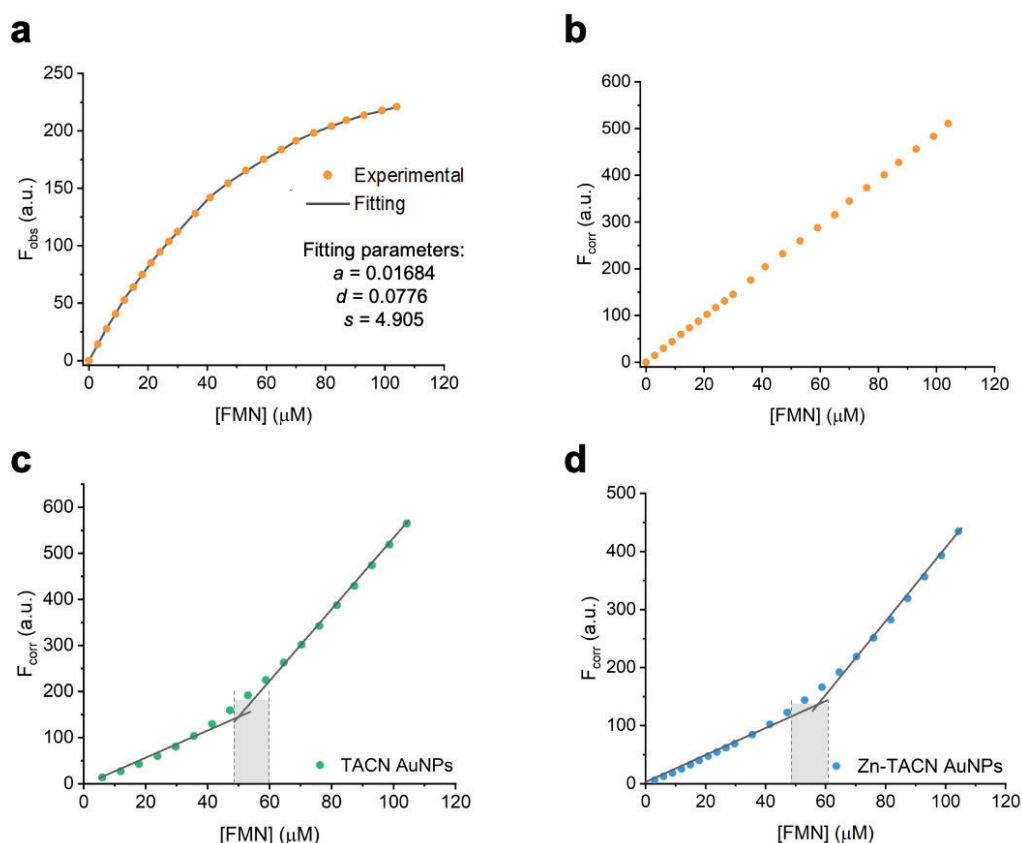 a
250
200
150
100
50
0
F_obs (a.u.)
0 20 40 60 80 100 120
[FMN] (μM)
Experimental
Fitting
Fitting parameters:
a = 0.01684
d = 0.0776
s = 4.905
b
600
500
400
300
200
100
0
F_corr (a.u.)
0 20 40 60 80 100 120
[FMN] (μM)
c
600
500
400
300
200
100
0
F_corr (a.u.)
0 20 40 60 80 100 120
[FMN] (μM)
TACN AuNPs
d
500
400
300
200
100
0
F_corr (a.u.)
0 20 40 60 80 100 120
[FMN] (μM)
Zn-TACN AuNPs